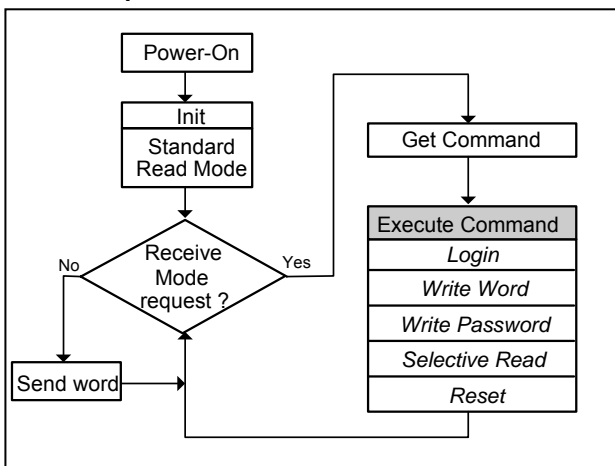 Power-On
Init
Standard
Read Mode
Receive
Mode
request ?
No
Yes
Send word
Get Command
Execute Command
Login
Write Word
Write Password
Selective Read
Reset